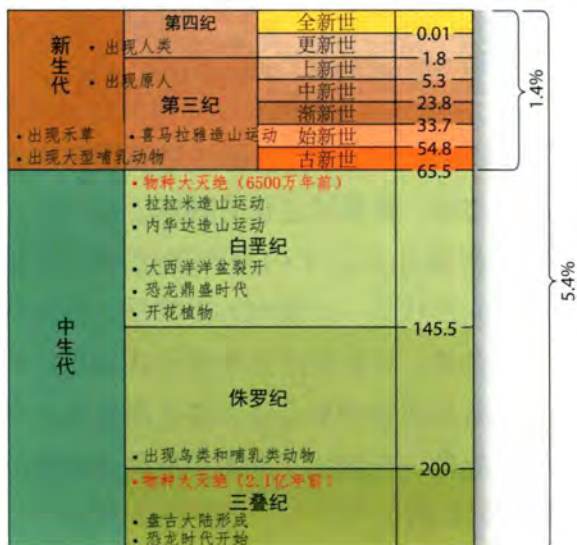 第四纪
全新世
0.01
新生代
• 出现人类
更新世
1.8
上新世
5.3
• 出现原人
中新世
23.8
第三纪
渐新世
33.7
• 出现禾草
• 喜马拉雅造山运动
始新世
54.8
• 出现大型哺乳动物
古新世
65.5
1.4%
中生代
• 物种大灭绝（6500万年前）
• 拉拉米造山运动
• 内华达造山运动
白垩纪
• 大西洋洋盆裂开
• 恐龙鼎盛时代
• 开花植物
145.5
侏罗纪
• 出现鸟类和哺乳类动物
200
• 物种大灭绝（2.1亿年前）
三叠纪
• 盘古大陆形成
• 恐龙时代开始
5.4%